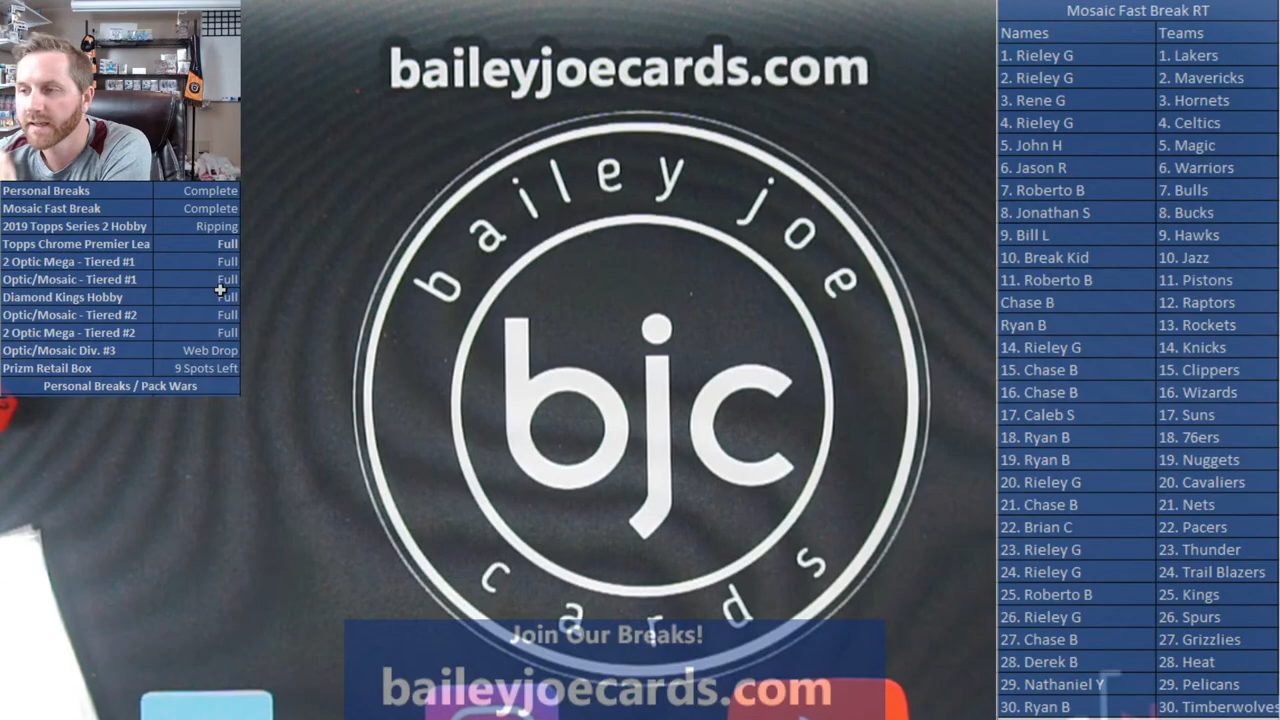 baileyjoecards.com
bailey joe
bjc
cards
Join Our Breaks!
baileyjoecards.com
Personal Breaks Complete
Mosaic Fast Break Complete
2019 Topps Series 2 Hobby Ripping
Topps Chrome Premier Lea Full
2 Optic Mega - Tiered #1 Full
Optic/Mosaic - Tiered #1 Full
Diamond Kings Hobby Full
Optic/Mosaic - Tiered #2 Full
2 Optic Mega - Tiered #2 Full
Optic/Mosaic Div. #3 Web Drop
Prizm Retail Box 9 Spots Left
Personal Breaks / Pack Wars
Mosaic Fast Break RT
Names Teams
1. Rieley G 1. Lakers
2. Rieley G 2. Mavericks
3. Rene G 3. Hornets
4. Rieley G 4. Celtics
5. John H 5. Magic
6. Jason R 6. Warriors
7. Roberto B 7. Bulls
8. Jonathan S 8. Bucks
9. Bill L 9. Hawks
10. Break Kid 10. Jazz
11. Roberto B 11. Pistons
Chase B 12. Raptors
Ryan B 13. Rockets
14. Rieley G 14. Knicks
15. Chase B 15. Clippers
16. Chase B 16. Wizards
17. Caleb S 17. Suns
18. Ryan B 18. 76ers
19. Ryan B 19. Nuggets
20. Rieley G 20. Cavaliers
21. Chase B 21. Nets
22. Brian C 22. Pacers
23. Rieley G 23. Thunder
24. Rieley G 24. Trail Blazers
25. Roberto B 25. Kings
26. Rieley G 26. Spurs
27. Chase B 27. Grizzlies
28. Derek B 28. Heat
29. Nathaniel Y 29. Pelicans
30. Ryan B 30. Timberwolves